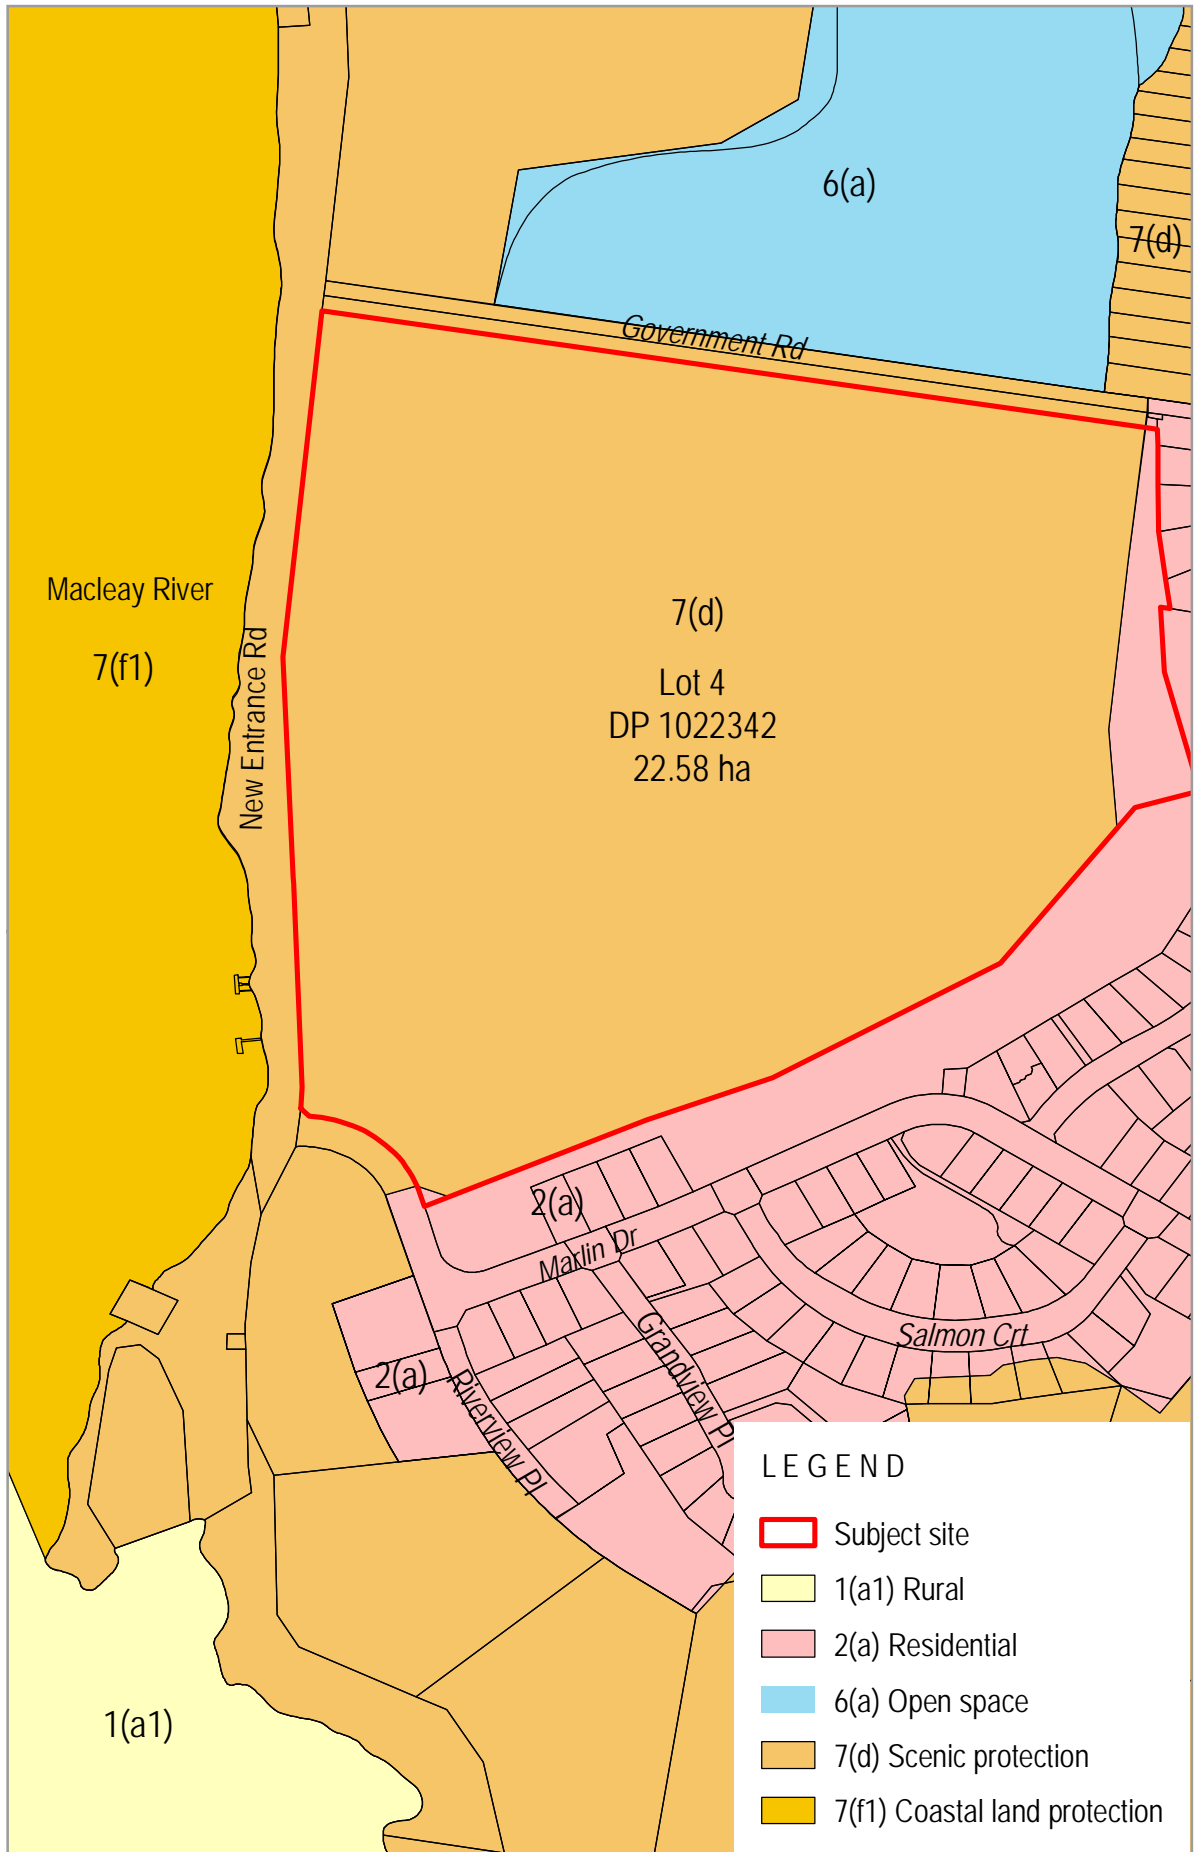 6(a)
7(d)
Government Rd
Macleay River
7(f1)
New Entrance Rd
7(d)
Lot 4
DP 1022342
22.58 ha
2(a)
Marlin Dr
Salmon Crt
Grandview Pl
2(a)
Riverview Pl
1(a1)
LEGEND
Subject site
1(a1) Rural
2(a) Residential
6(a) Open space
7(d) Scenic protection
7(f1) Coastal land protection